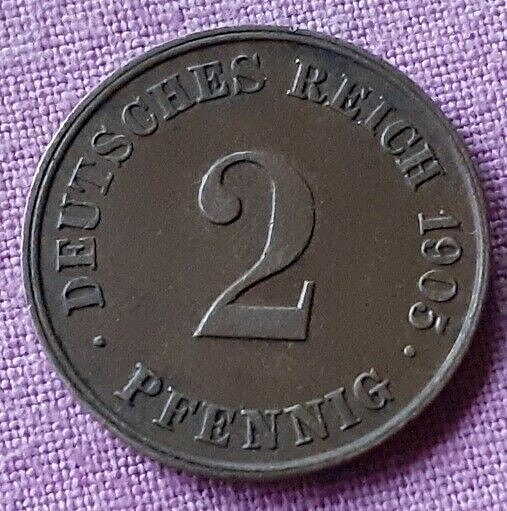 DEUTSCHES REICH 1905
2
· PFENNIG ·